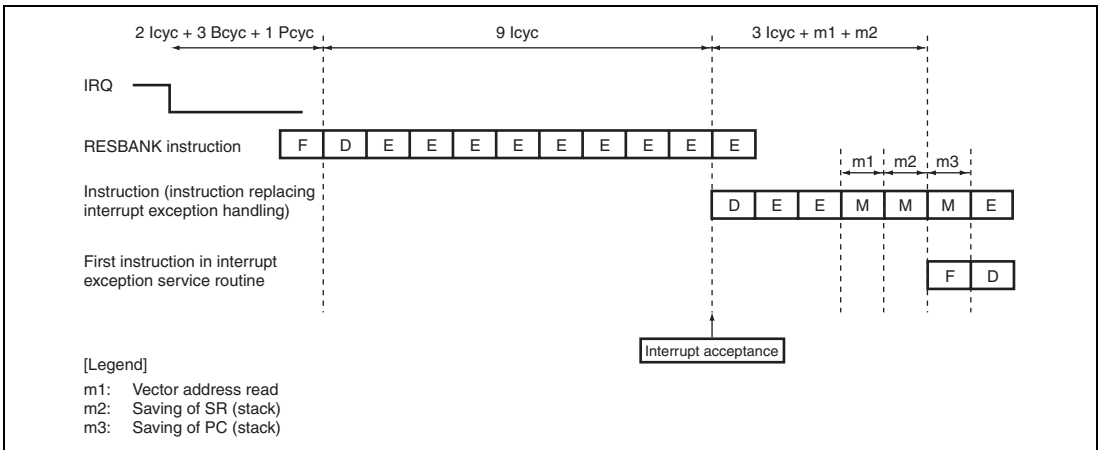 2 Icyc + 3 Bcyc + 1 Pcyc 9 Icyc 3 Icyc + m1 + m2
IRQ
RESBANK instruction F D E E E E E E E E E
m1 m2 m3
Instruction (instruction replacing
interrupt exception handling) D E E M M M E
First instruction in interrupt
exception service routine F D
Interrupt acceptance
[Legend]
m1: Vector address read
m2: Saving of SR (stack)
m3: Saving of PC (stack)